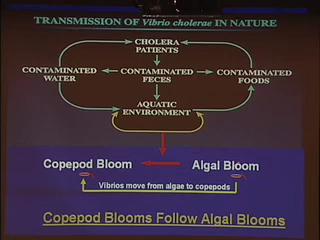 TRANSMISSION OF Vibrio cholerae IN NATURE
CHOLERA
PATIENTS
CONTAMINATED
WATER
CONTAMINATED
FECES
CONTAMINATED
FOODS
AQUATIC
ENVIRONMENT
Copepod Bloom
Algal Bloom
Vibrios move from algae to copepods
Copepod Blooms Follow Algal Blooms